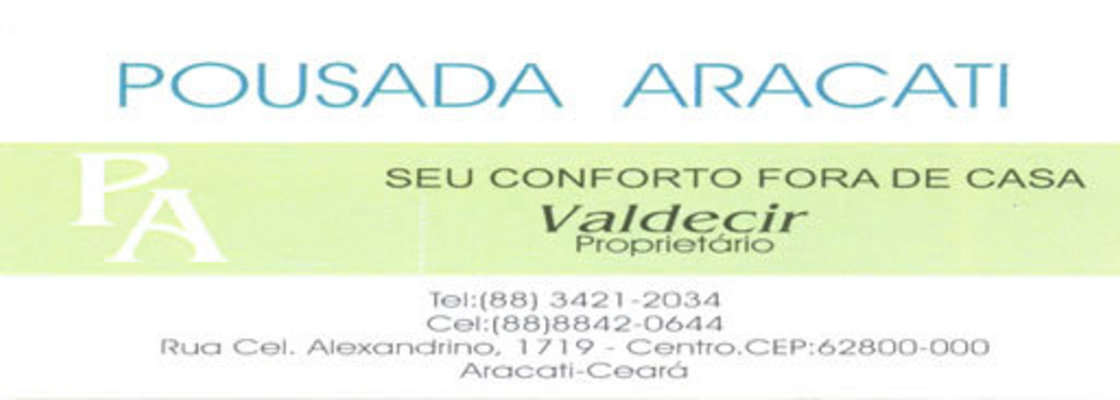 POUSADA ARACATI
PA
SEU CONFORTO FORA DE CASA
Valdecir
Proprietário
Tel:(88) 3421-2034
Cel:(88)8842-0644
Rua Cel. Alexandrino, 1719 - Centro.CEP:62800-000
Aracati-Ceará